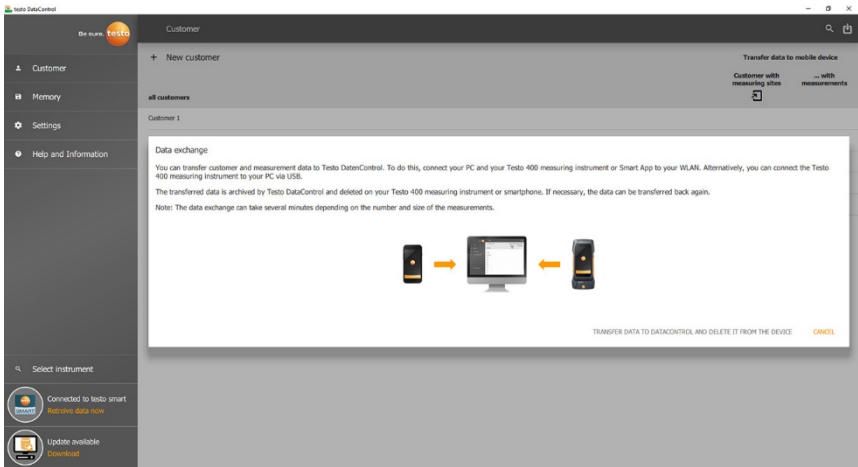 testo DataControl
Be sure. testo
Customer
Memory
Settings
Help and Information
Select instrument
SMART
Connected to testo smart
Retreive data now
Update available
Download
Customer
+ New customer
Transfer data to mobile device
Customer with
measuring sites
... with
measurements
all customers
Customer 1
Data exchange
You can transfer customer and measurement data to Testo DatenControl. To do this, connect your PC and your Testo 400 measuring instrument or Smart App to your WLAN. Alternatively, you can connect the Testo
400 measuring instrument to your PC via USB.
The transferred data is archived by Testo DataControl and deleted on your Testo 400 measuring instrument or smartphone. If necessary, the data can be transferred back again.
Note: The data exchange can take several minutes depending on the number and size of the measurements.
TRANSFER DATA TO DATACONTROL AND DELETE IT FROM THE DEVICE
CANCEL